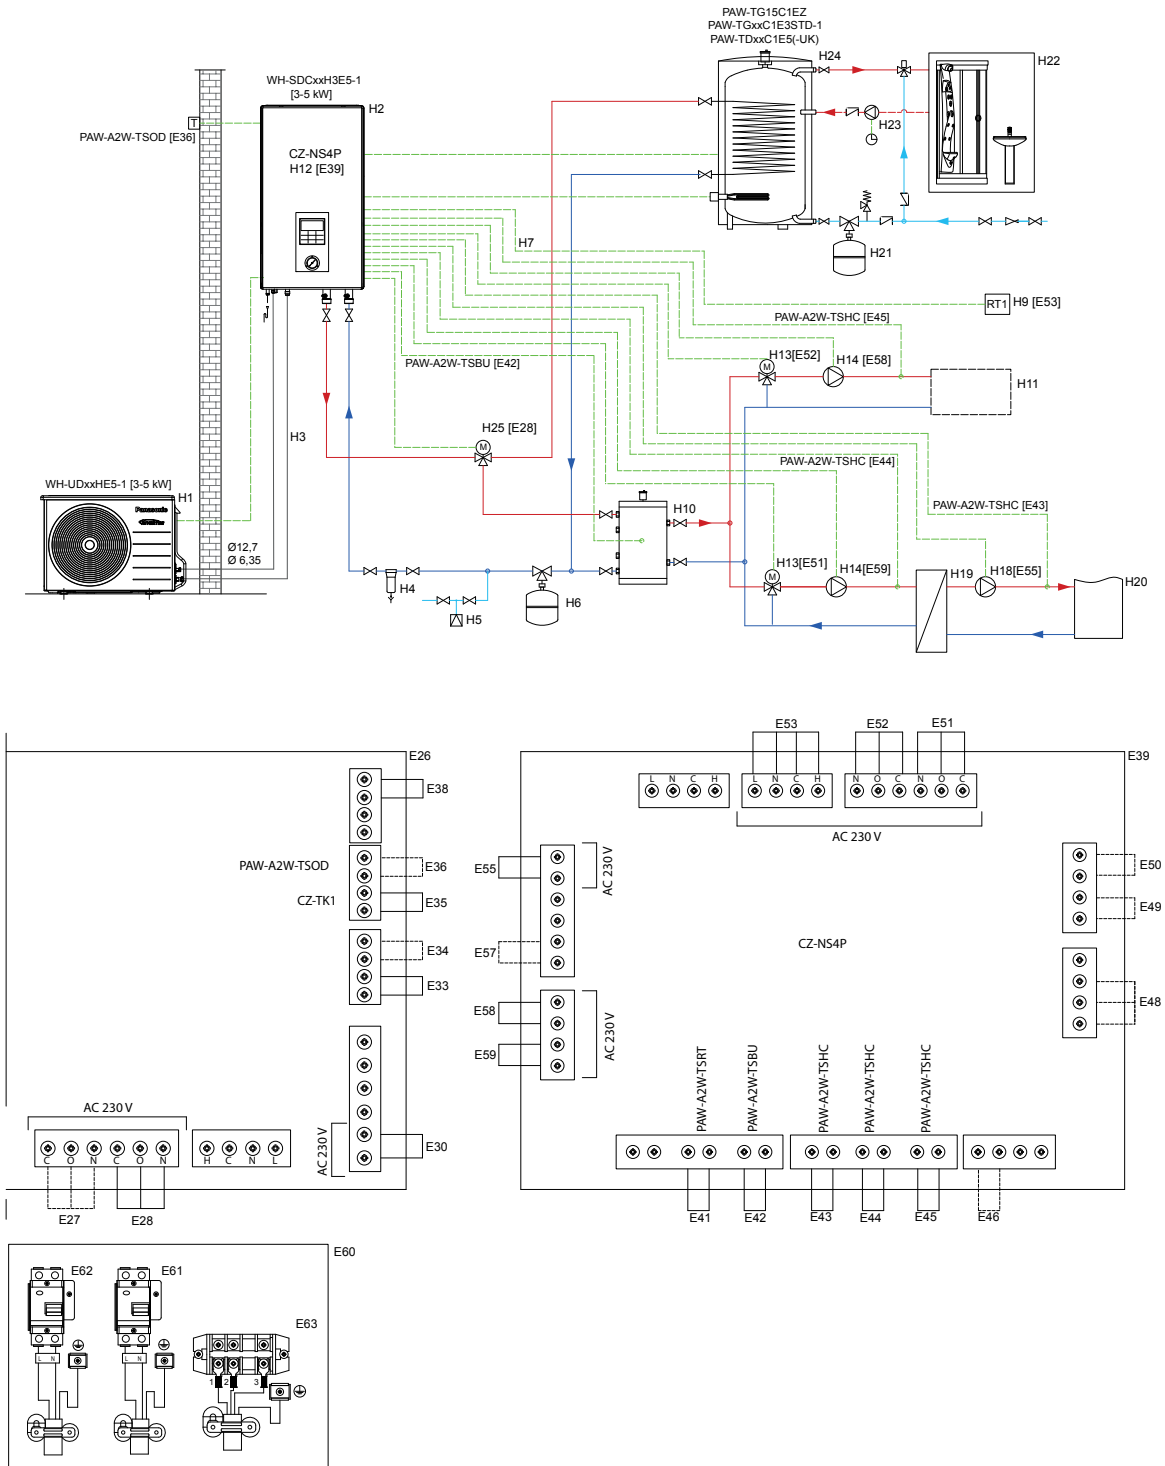 PAW-TG15C1EZ
PAW-TGxxC1E3STD-1
PAW-TDxxC1E5(-UK)
H24
H22
WH-SDCxxH3E5-1
[3-5 kW]
H2
T
PAW-A2W-TSOD [E36]
CZ-NS4P
H12 [E39]
H23
H7
H21
RT1
H9 [E53]
PAW-A2W-TSHC [E45]
H13[E52]
H14 [E58]
M
PAW-A2W-TSBU [E42]
H11
H25 [E28]
M
H3
PAW-A2W-TSHC [E44]
WH-UDxxHE5-1 [3-5 kW]
H1
Panasonic
Inverter
H10
PAW-A2W-TSHC [E43]
Ø12,7
Ø 6,35
H13[E51]
M
H14[E59]
H19
H18[E55]
H20
H4
H5
H6
E26
E38
PAW-A2W-TSOD
E36
CZ-TK1
E35
E34
E33
AC 230 V
E30
AC 230 V
C O N C O N
H C N L
E27
E28
E53
E52
E51
E39
L N C H
L N C H
N O C N O C
AC 230 V
E55
AC 230 V
E57
E58
E59
AC 230 V
CZ-NS4P
E50
E49
E48
PAW-A2W-TSRT
PAW-A2W-TSBU
PAW-A2W-TSHC
PAW-A2W-TSHC
PAW-A2W-TSHC
E41
E42
E43
E44
E45
E46
E60
E62
E61
E63
L N
L N
1 2 3